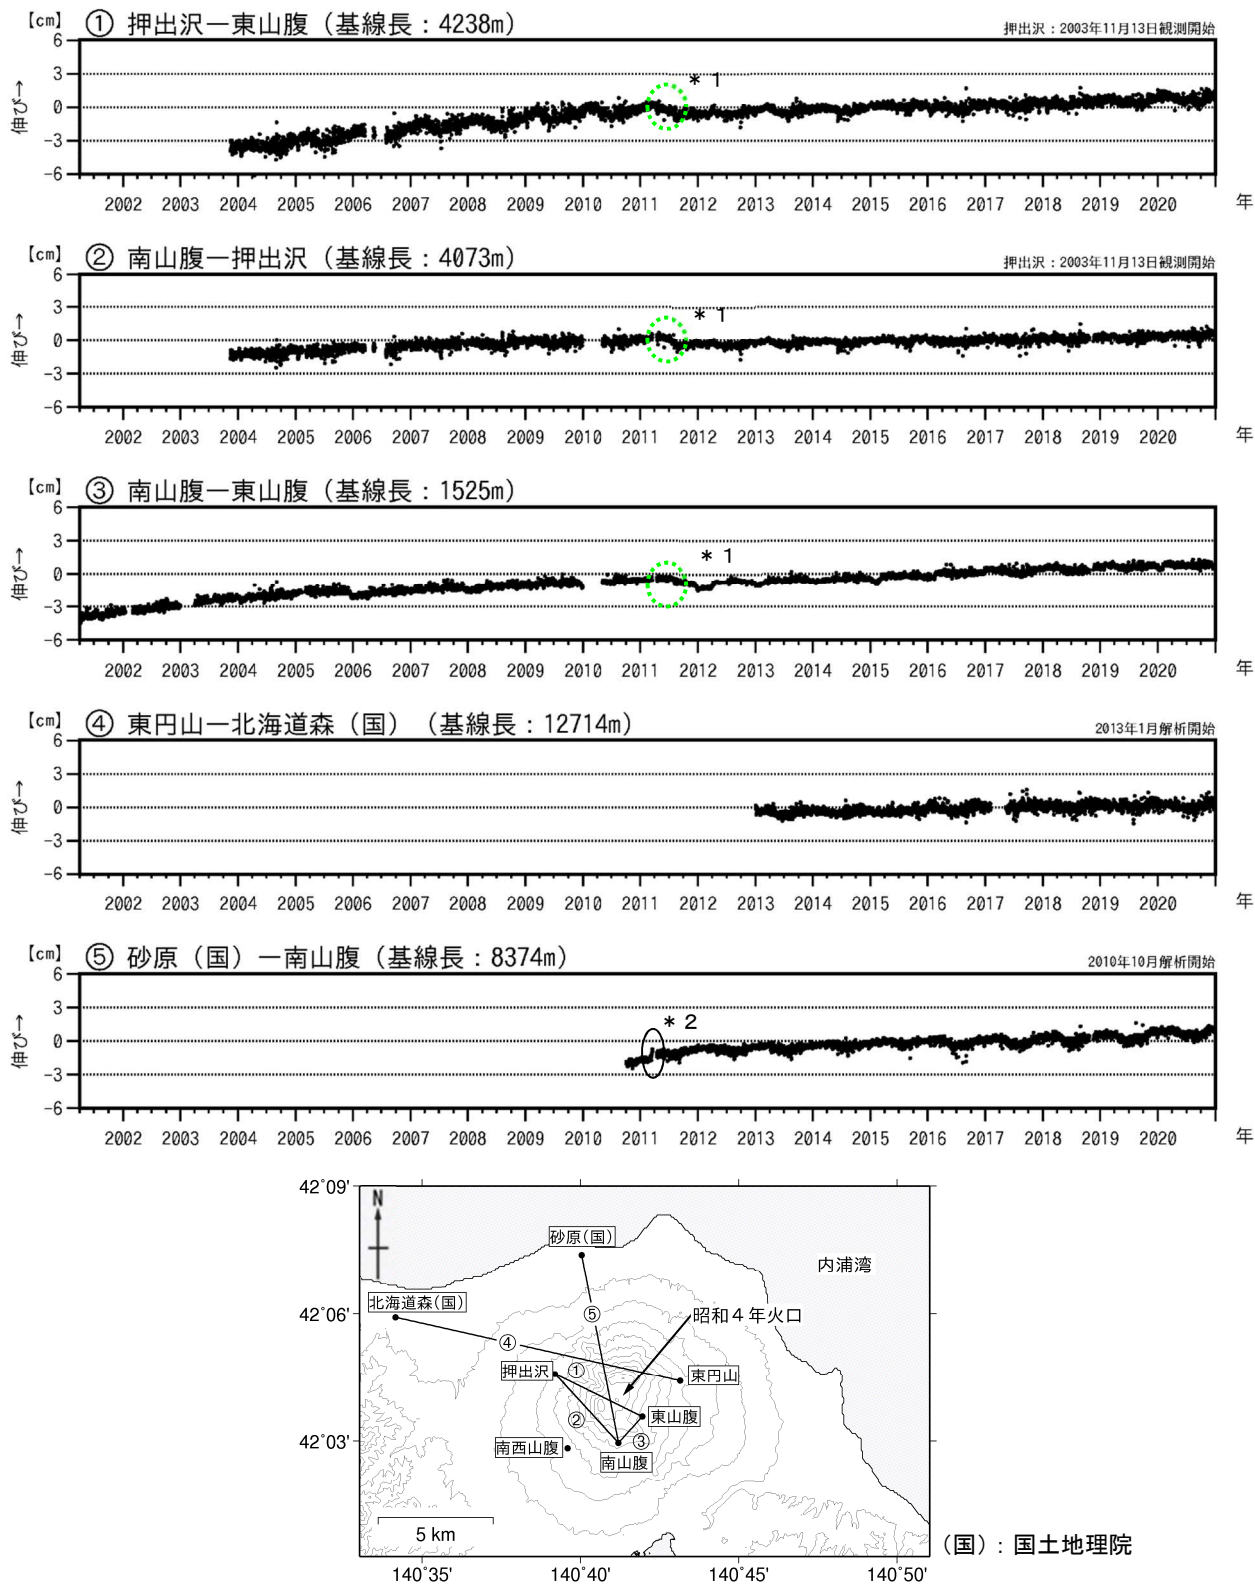 【cm】 ① 押出沢ー東山腹（基線長：4238m） 押出沢：2003年11月13日観測開始
6
3
0
-3
-6
伸び→
＊１
2002 2003 2004 2005 2006 2007 2008 2009 2010 2011 2012 2013 2014 2015 2016 2017 2018 2019 2020 年
【cm】 ② 南山腹ー押出沢（基線長：4073m） 押出沢：2003年11月13日観測開始
6
3
0
-3
-6
伸び→
＊１
2002 2003 2004 2005 2006 2007 2008 2009 2010 2011 2012 2013 2014 2015 2016 2017 2018 2019 2020 年
【cm】 ③ 南山腹ー東山腹（基線長：1525m）
6
3
0
-3
-6
伸び→
＊１
2002 2003 2004 2005 2006 2007 2008 2009 2010 2011 2012 2013 2014 2015 2016 2017 2018 2019 2020 年
【cm】 ④ 東円山ー北海道森（国）（基線長：12714m） 2013年1月解析開始
6
3
0
-3
-6
伸び→
2002 2003 2004 2005 2006 2007 2008 2009 2010 2011 2012 2013 2014 2015 2016 2017 2018 2019 2020 年
【cm】 ⑤ 砂原（国）ー南山腹（基線長：8374m） 2010年10月解析開始
6
3
0
-3
-6
伸び→
＊２
2002 2003 2004 2005 2006 2007 2008 2009 2010 2011 2012 2013 2014 2015 2016 2017 2018 2019 2020 年
42˚09'
N
砂原(国)
内浦湾
北海道森(国)
42˚06'
⑤
昭和４年火口
④
押出沢
①
東円山
②
東山腹
42˚03'
③
南西山腹
南山腹
5 km
（国）：国土地理院
140˚35' 140˚40' 140˚45' 140˚50'